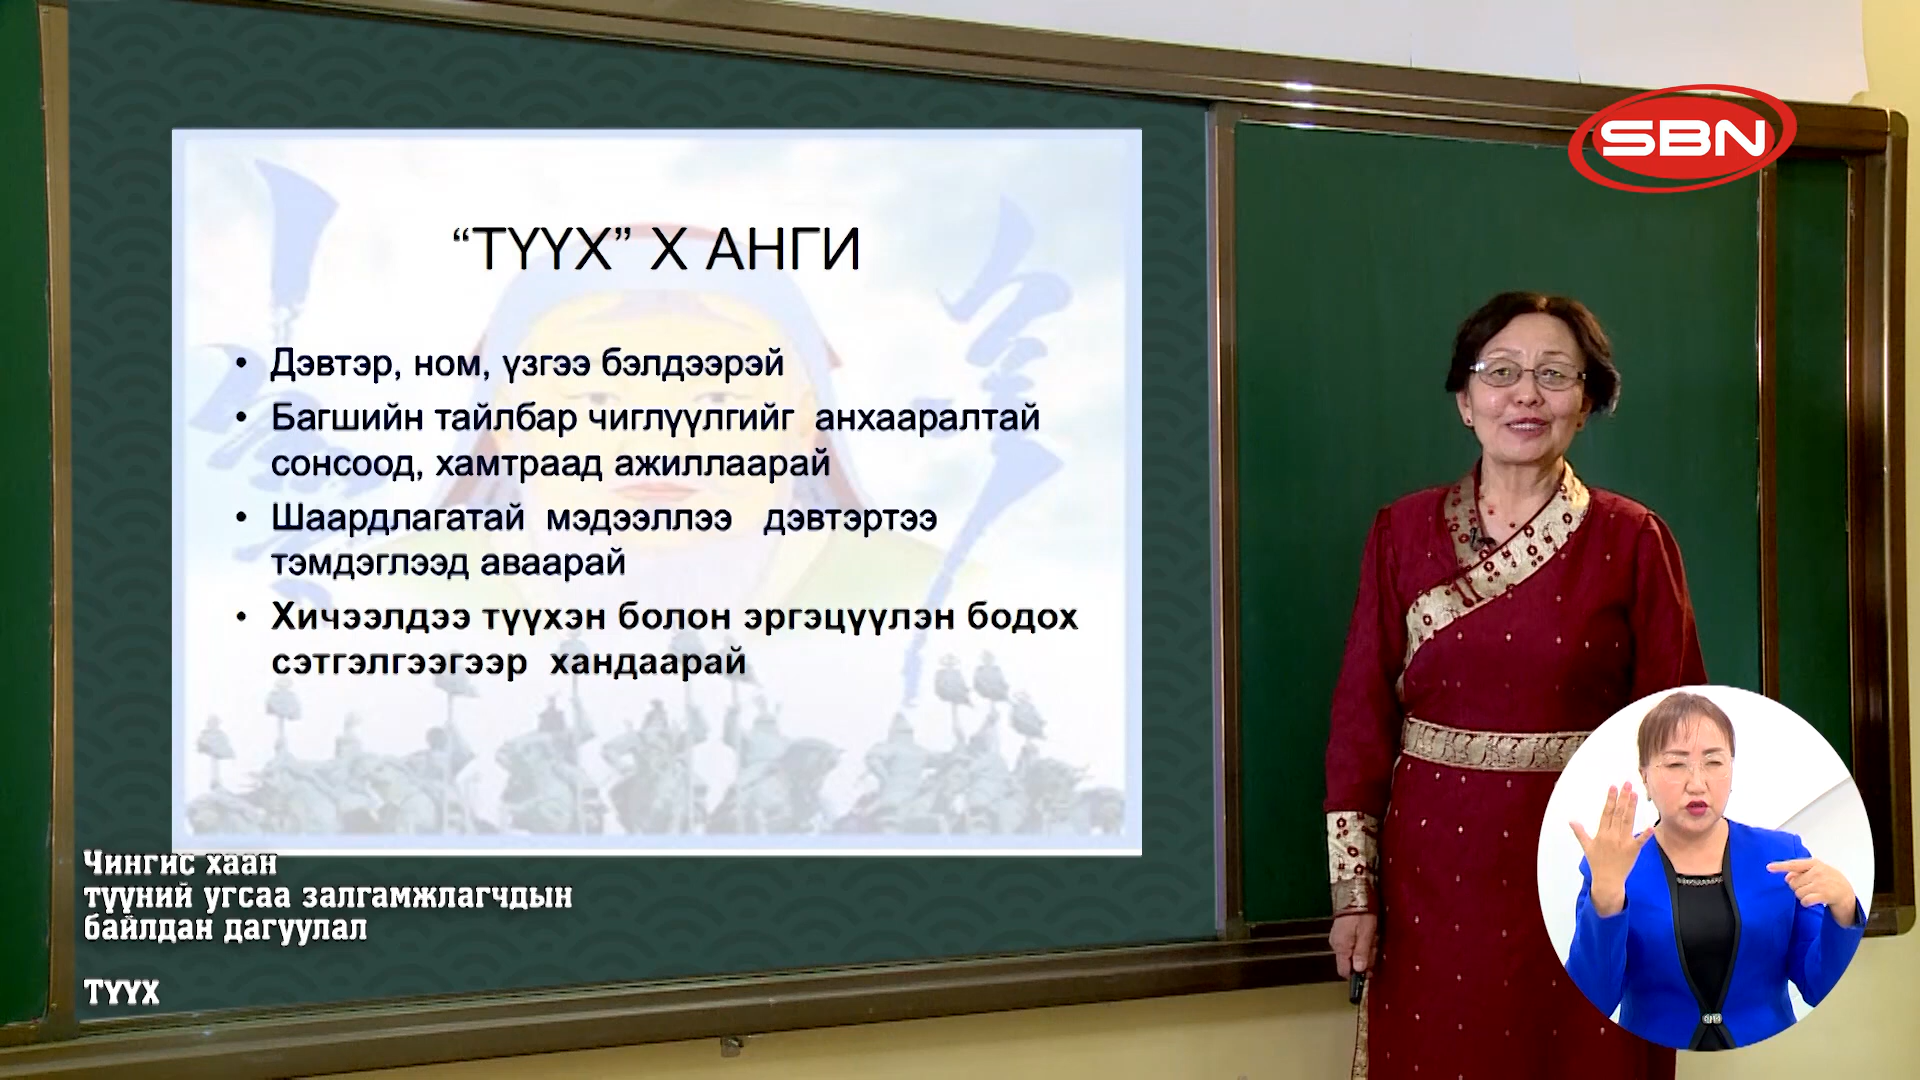 SBN
“ТҮҮХ” X АНГИ
• Дэвтэр, ном, үзгээ бэлдээрэй
• Багшийн тайлбар чиглүүлгийг анхааралтай
сонсоод, хамтраад ажиллаарай
• Шаардлагатай мэдээллээ дэвтэртээ
тэмдэглээд аваарай
• Хичээлдээ түүхэн болон эргэцүүлэн бодох
сэтгэлгээгээр хандаарай
Чингис хаан
түүний угсаа залгамжлагчдын
байлдан дагуулал
ТҮҮХ